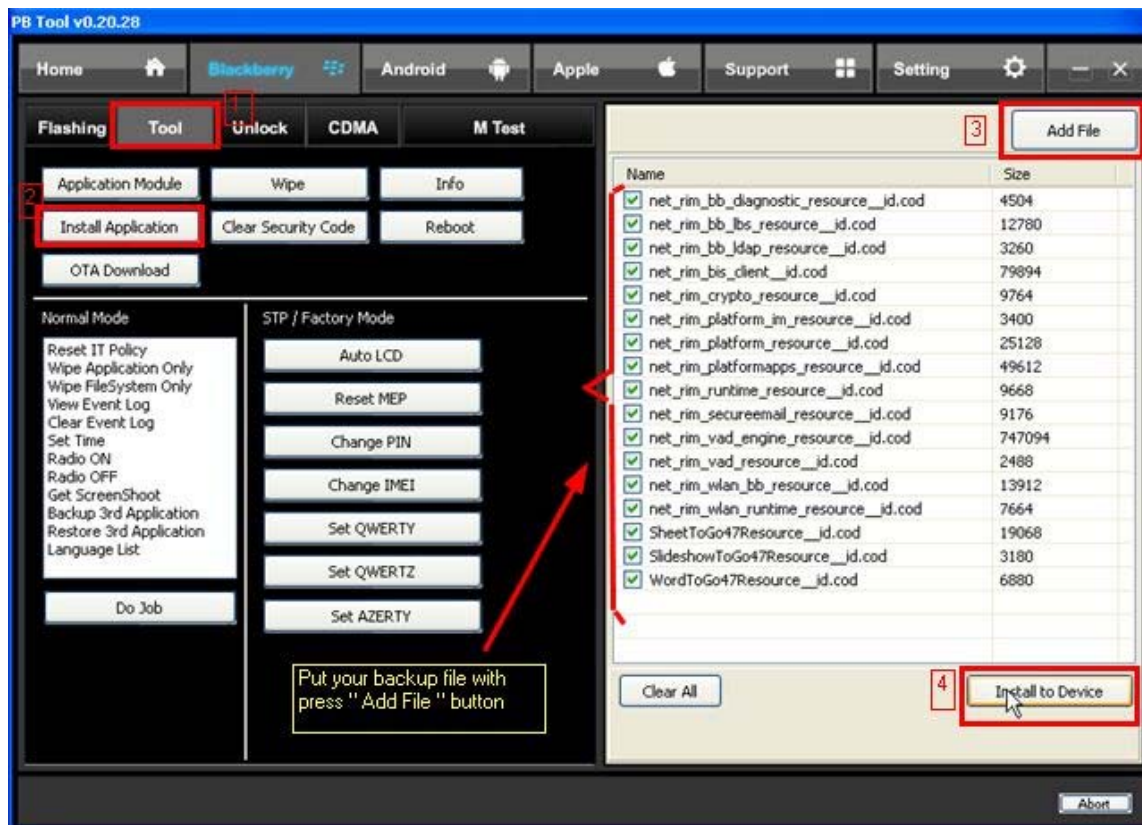 PB Tool v0.20.28
Home
Blackberry
Android
Apple
Support
Setting
1
Flashing
Tool
Unlock
CDMA
M Test
3
Add File
Application Module
Wipe
Info
2
Install Application
Clear Security Code
Reboot
OTA Download
Normal Mode
Reset IT Policy
Wipe Application Only
Wipe FileSystem Only
View Event Log
Clear Event Log
Set Time
Radio ON
Radio OFF
Get ScreenShoot
Backup 3rd Application
Restore 3rd Application
Language List
Do Job
STP / Factory Mode
Auto LCD
Reset MEP
Change PIN
Change IMEI
Set QWERTY
Set QWERTZ
Set AZERTY
Put your backup file with
press " Add File " button
Name Size
net_rim_bb_diagnostic_resource__id.cod 4504
net_rim_bb_lbs_resource__id.cod 12780
net_rim_bb_ldap_resource__id.cod 3260
net_rim_bis_client__id.cod 79894
net_rim_crypto_resource__id.cod 9764
net_rim_platform_im_resource__id.cod 3400
net_rim_platform_resource__id.cod 25128
net_rim_platformapps_resource__id.cod 49612
net_rim_runtime_resource__id.cod 9668
net_rim_secureemail_resource__id.cod 9176
net_rim_vad_engine_resource__id.cod 747094
net_rim_vad_resource__id.cod 2488
net_rim_wlan_bb_resource__id.cod 13912
net_rim_wlan_runtime_resource__id.cod 7664
SheetToGo47Resource__id.cod 19068
SlideshowToGo47Resource__id.cod 3180
WordToGo47Resource__id.cod 6880
Clear All
4
Install to Device
Abort